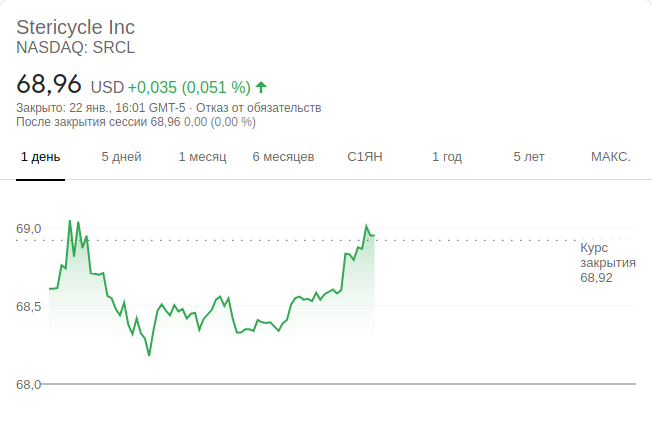 Stericycle Inc
NASDAQ: SRCL
68,96 USD +0,035 (0,051 %)
Закрыто: 22 янв., 16:01 GMT-5 · Отказ от обязательств
После закрытия сессии 68,96 0,00 (0,00 %)
1 день 5 дней 1 месяц 6 месяцев С1ЯН 1 год 5 лет МАКС.
69,0
Курс
закрытия
68,92
68,5
68,0